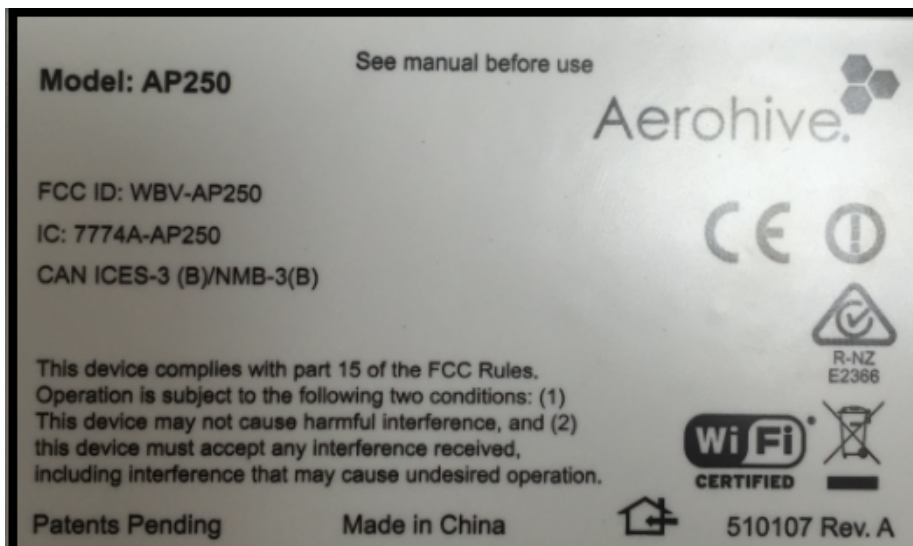 Model: AP250
See manual before use
Aerohive
FCC ID: WBV-AP250
IC: 7774A-AP250
CAN ICES-3 (B)/NMB-3(B)
CE
R-NZ
E2366
This device complies with part 15 of the FCC Rules.
Operation is subject to the following two conditions: (1)
This device may not cause harmful interference, and (2)
this device must accept any interference received,
including interference that may cause undesired operation.
Wi Fi
CERTIFIED
Patents Pending
Made in China
510107 Rev. A